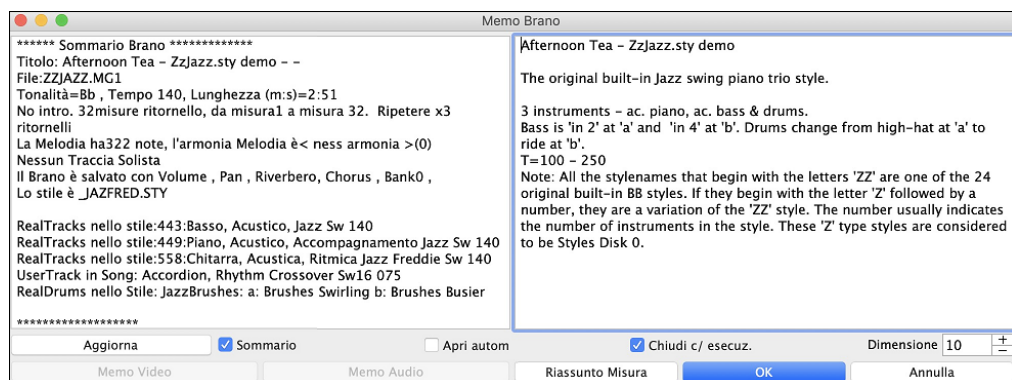 Memo Brano
****** Sommario Brano *************
Titolo: Afternoon Tea - ZzJazz.sty demo - -
File:ZZJAZZ.MG1
Tonalità=Bb , Tempo 140, Lunghezza (m:s)=2:51
No intro. 32misure ritornello, da misura1 a misura 32.  Ripetere x3
ritornelli
La Melodia ha322 note, l'armonia Melodia è< ness armonia >(0)
Nessun Traccia Solista
Il Brano è salvato con Volume , Pan , Riverbero, Chorus , Bank0 ,
Lo stile è _JAZFRED.STY
RealTracks nello stile:443:Basso, Acustico, Jazz Sw 140
RealTracks nello stile:449:Piano, Acustico, Accompagnamento Jazz Sw 140
RealTracks nello stile:558:Chitarra, Acustica, Ritmica Jazz Freddie Sw 140
UserTrack in Song: Accordion, Rhythm Crossover Sw16 075
RealDrums nello Stile: JazzBrushes: a: Brushes Swirling b: Brushes Busier
*******************
Afternoon Tea - ZzJazz.sty demo
The original built-in Jazz swing piano trio style.
3 instruments - ac. piano, ac. bass & drums.
Bass is 'in 2' at 'a' and  'in 4' at 'b'. Drums change from high-hat at 'a' to
ride at 'b'.
T=100 - 250
Note: All the stylenames that begin with the letters 'ZZ' are one of the 24
original built-in BB styles. If they begin with the letter 'Z' followed by a
number, they are a variation of the 'ZZ' style. The number usually indicates
the number of instruments in the style. These 'Z' type styles are considered
to be Styles Disk 0.
Aggiorna Sommario Apri autom Chiudi c/ esecuz. Dimensione 10 + −
Memo Video Memo Audio Riassunto Misura OK Annulla